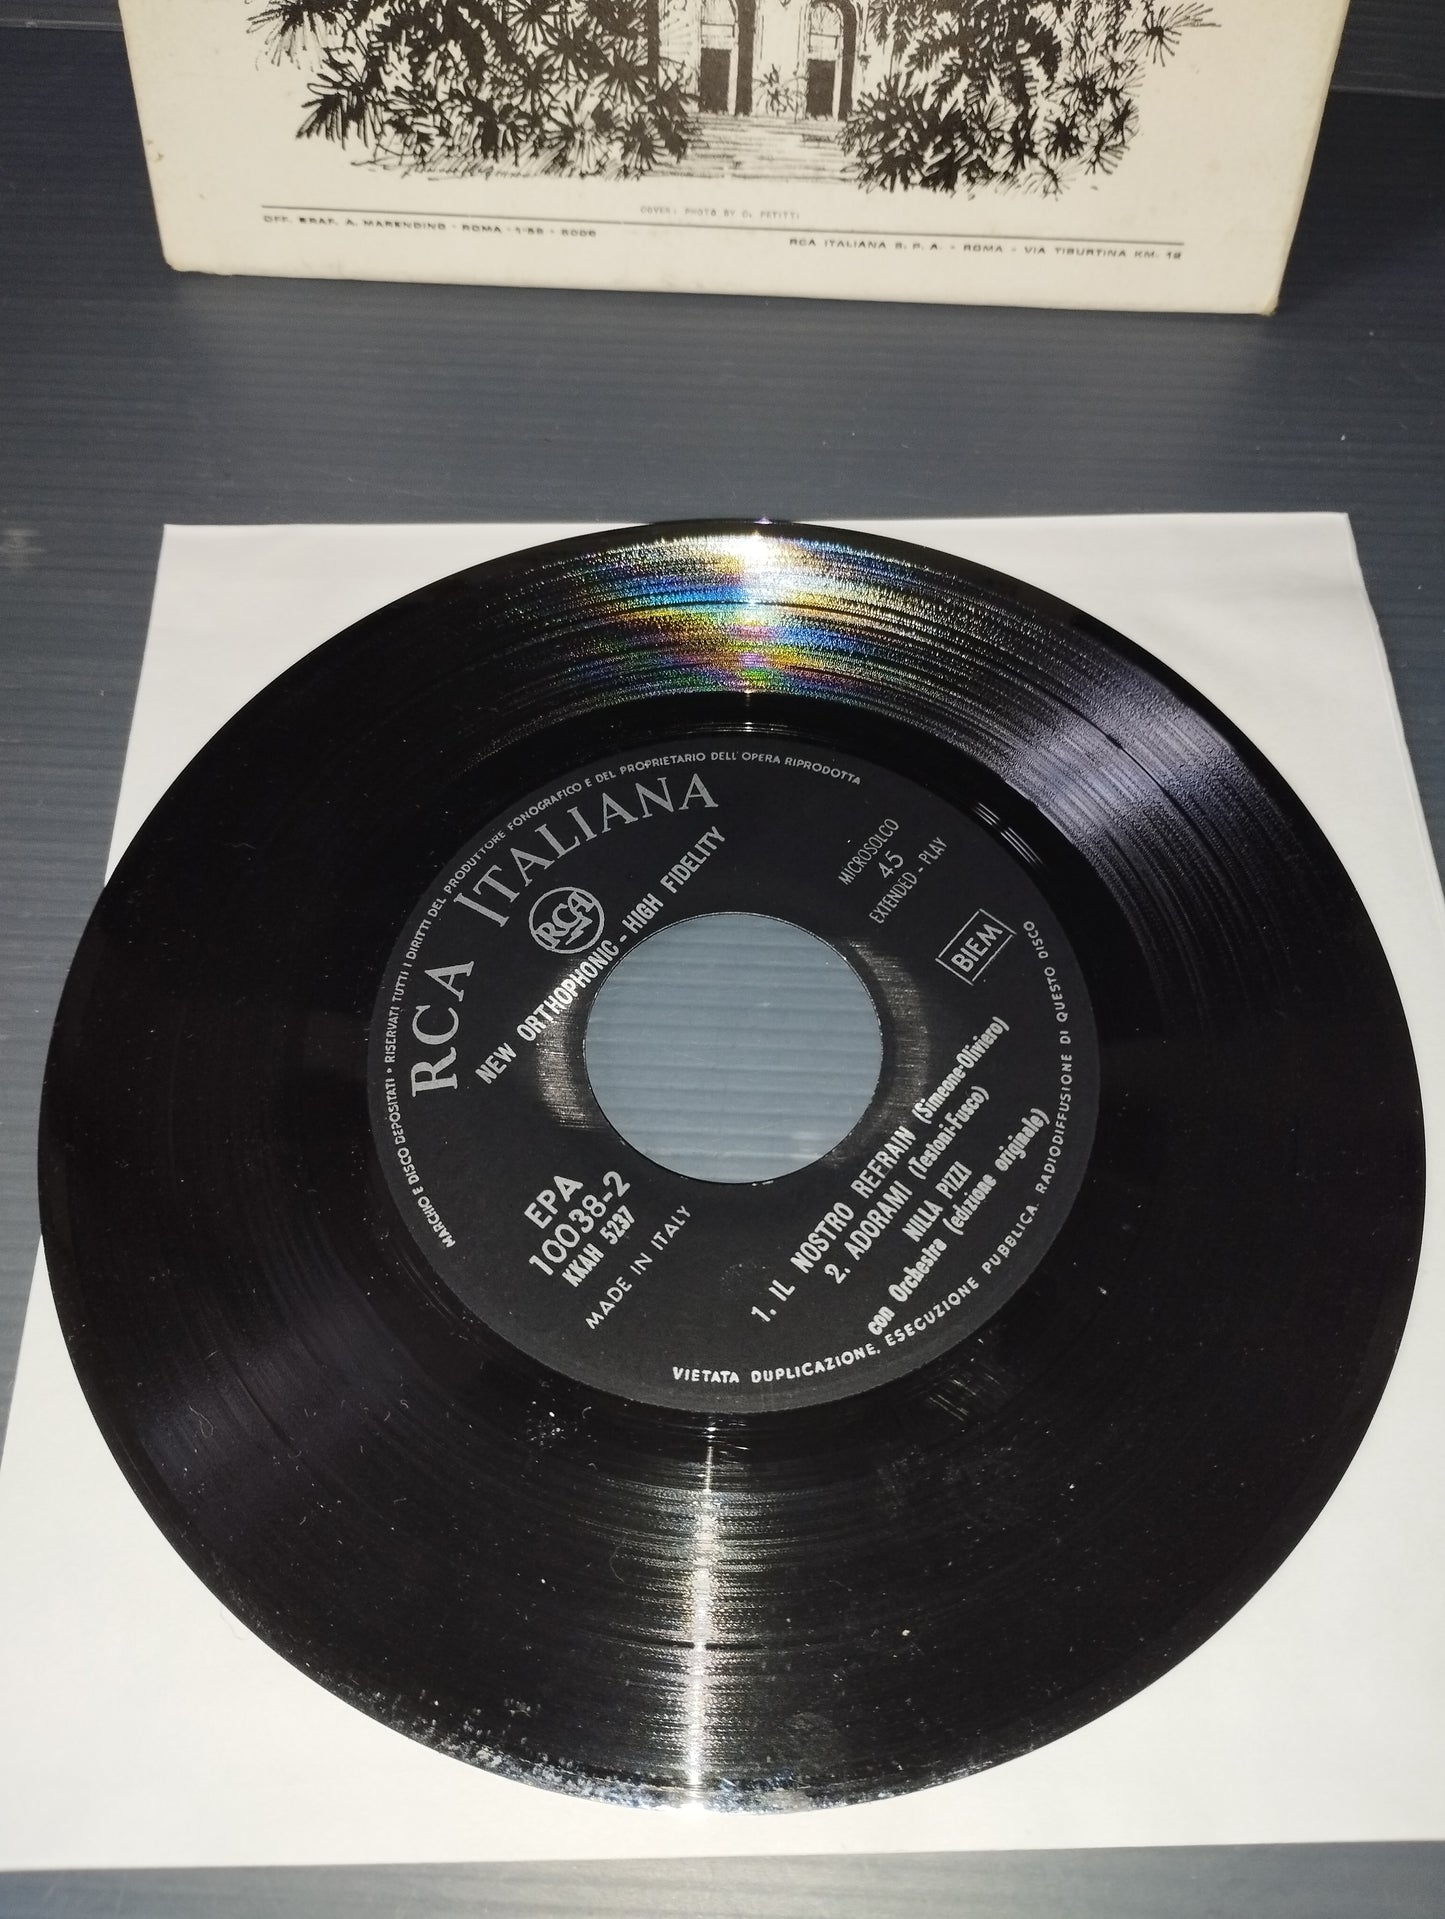 COVER: PHOTO BY C. PETITTI
OFF. GRAF. A. MARENDINO - ROMA - 1-59 - 5000
RCA ITALIANA S. P. A. - ROMA - VIA TIBURTINA KM. 12
MARCHIO E DISCO DEPOSITATI • RISERVATI TUTTI I DIRITTI DEL PRODUTTORE FONOGRAFICO E DEL PROPRIETARIO DELL'OPERA RIPRODOTTA
RCA ITALIANA
RCA
NEW ORTHOPHONIC - HIGH FIDELITY
MICROSOLCO
45
EXTENDED - PLAY
BIEM
EPA
10038-2
KKAH 5237
MADE IN ITALY
1. IL NOSTRO REFRAIN (Simeone-Oliviero)
2. ADORAMI (Testoni-Fusco)
NILLA PIZZI
con Orchestra (edizione originale)
VIETATA DUPLICAZIONE, ESECUZIONE PUBBLICA, RADIODIFFUSIONE DI QUESTO DISCO